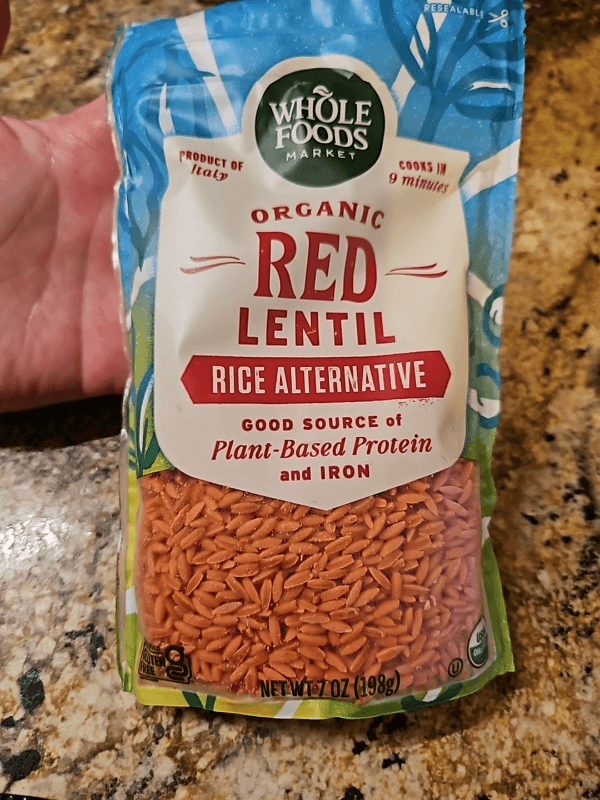 RESEALABLE
WHOLE
FOODS
MARKET
PRODUCT OF
Italy
COOKS IN
9 minutes
ORGANIC
RED
LENTIL
RICE ALTERNATIVE
GOOD SOURCE of
Plant-Based Protein
and IRON
NET WT 7 OZ (198g)
U